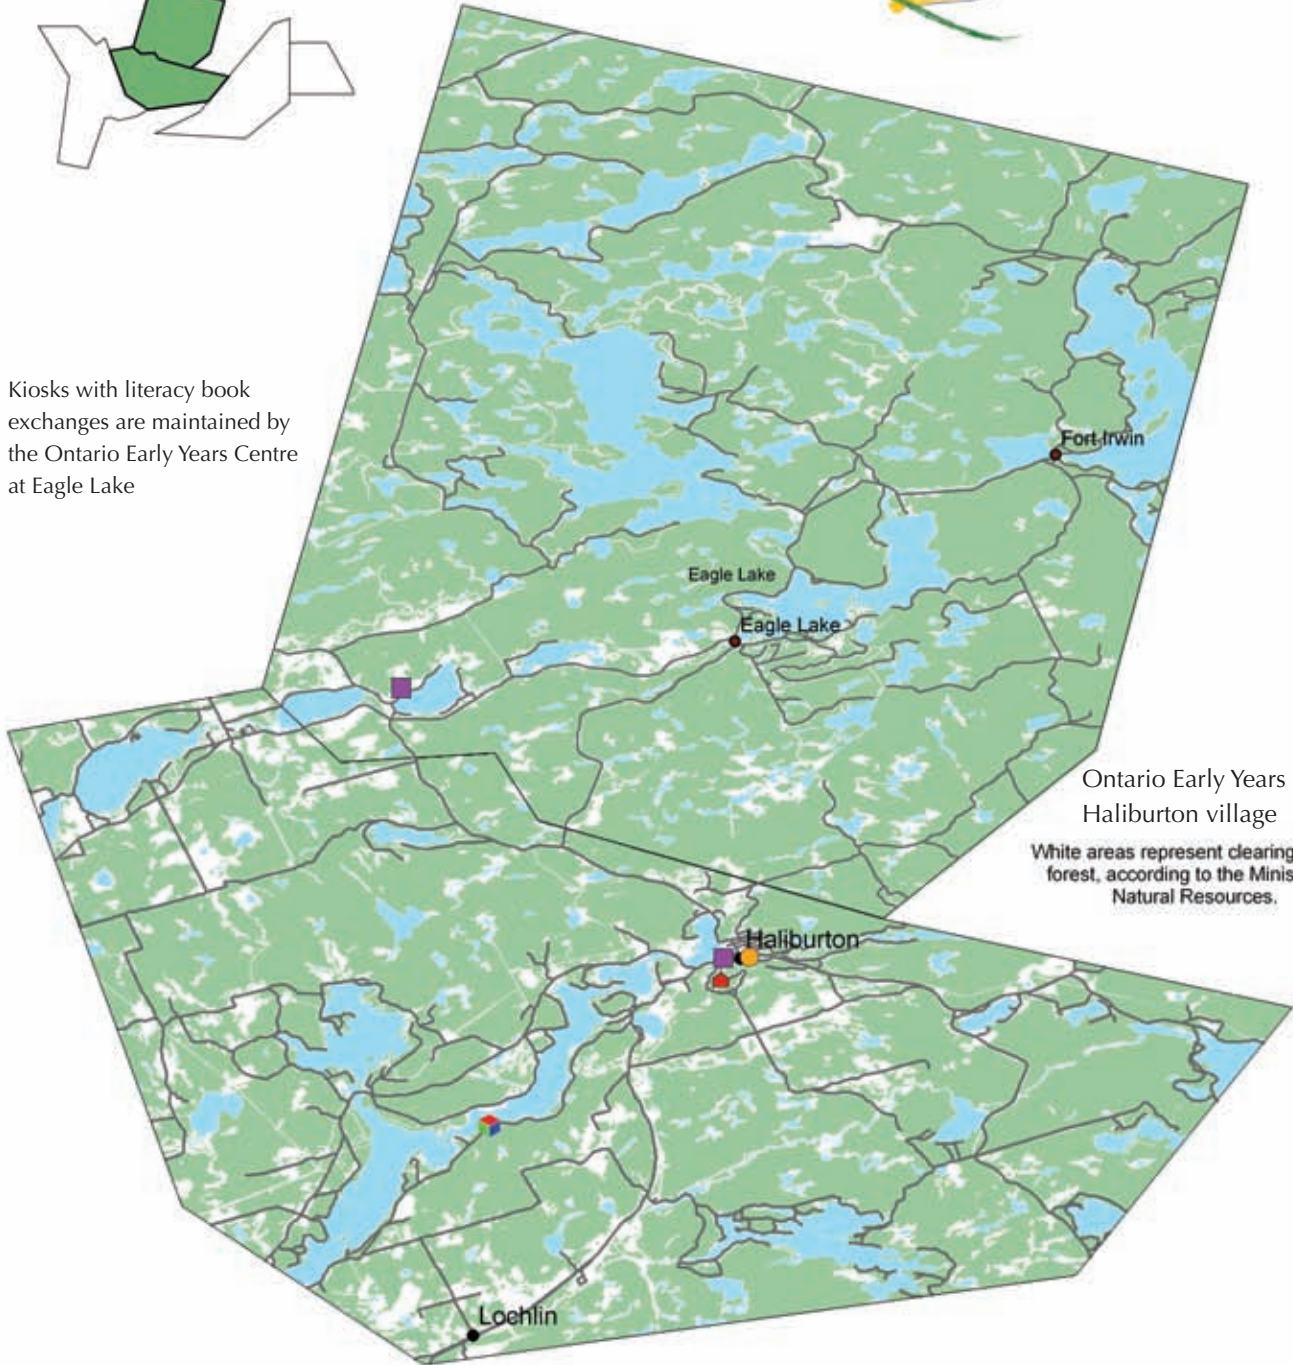 Kiosks with literacy book
exchanges are maintained by
the Ontario Early Years Centre
at Eagle Lake
Fort Irwin
Eagle Lake
Eagle Lake
Ontario Early Years
Haliburton village
White areas represent clearing
forest, according to the Minis
Natural Resources.
Haliburton
Lochlin